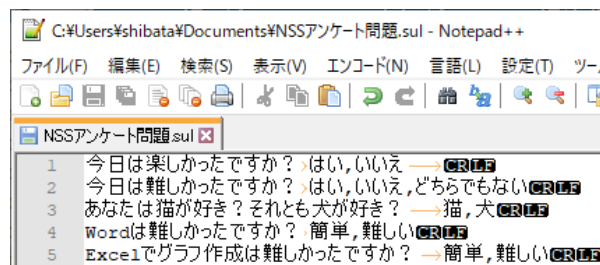 C:¥Users¥shibata¥Documents¥NSSアンケート問題.sul - Notepad++
ファイル(F) 編集(E) 検索(S) 表示(V) エンコード(N) 言語(L) 設定(T) ツー
NSSアンケート問題.sul
1 今日は楽しかったですか？ はい,いいえ CRLF
2 今日は難しかったですか？ はい,いいえ,どちらでもない CRLF
3 あなたは猫が好き？それとも犬が好き？ 猫,犬 CRLF
4 Wordは難しかったですか？ 簡単,難しい CRLF
5 Excelでグラフ作成は難しかったですか？ 簡単,難しい CRLF